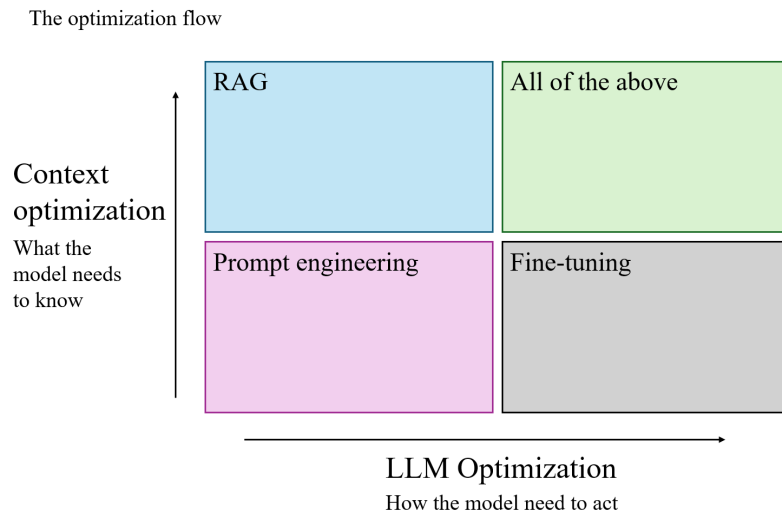 The optimization flow
RAG
All of the above
Context
optimization
What the
model needs
to know
Prompt engineering
Fine-tuning
LLM Optimization
How the model need to act